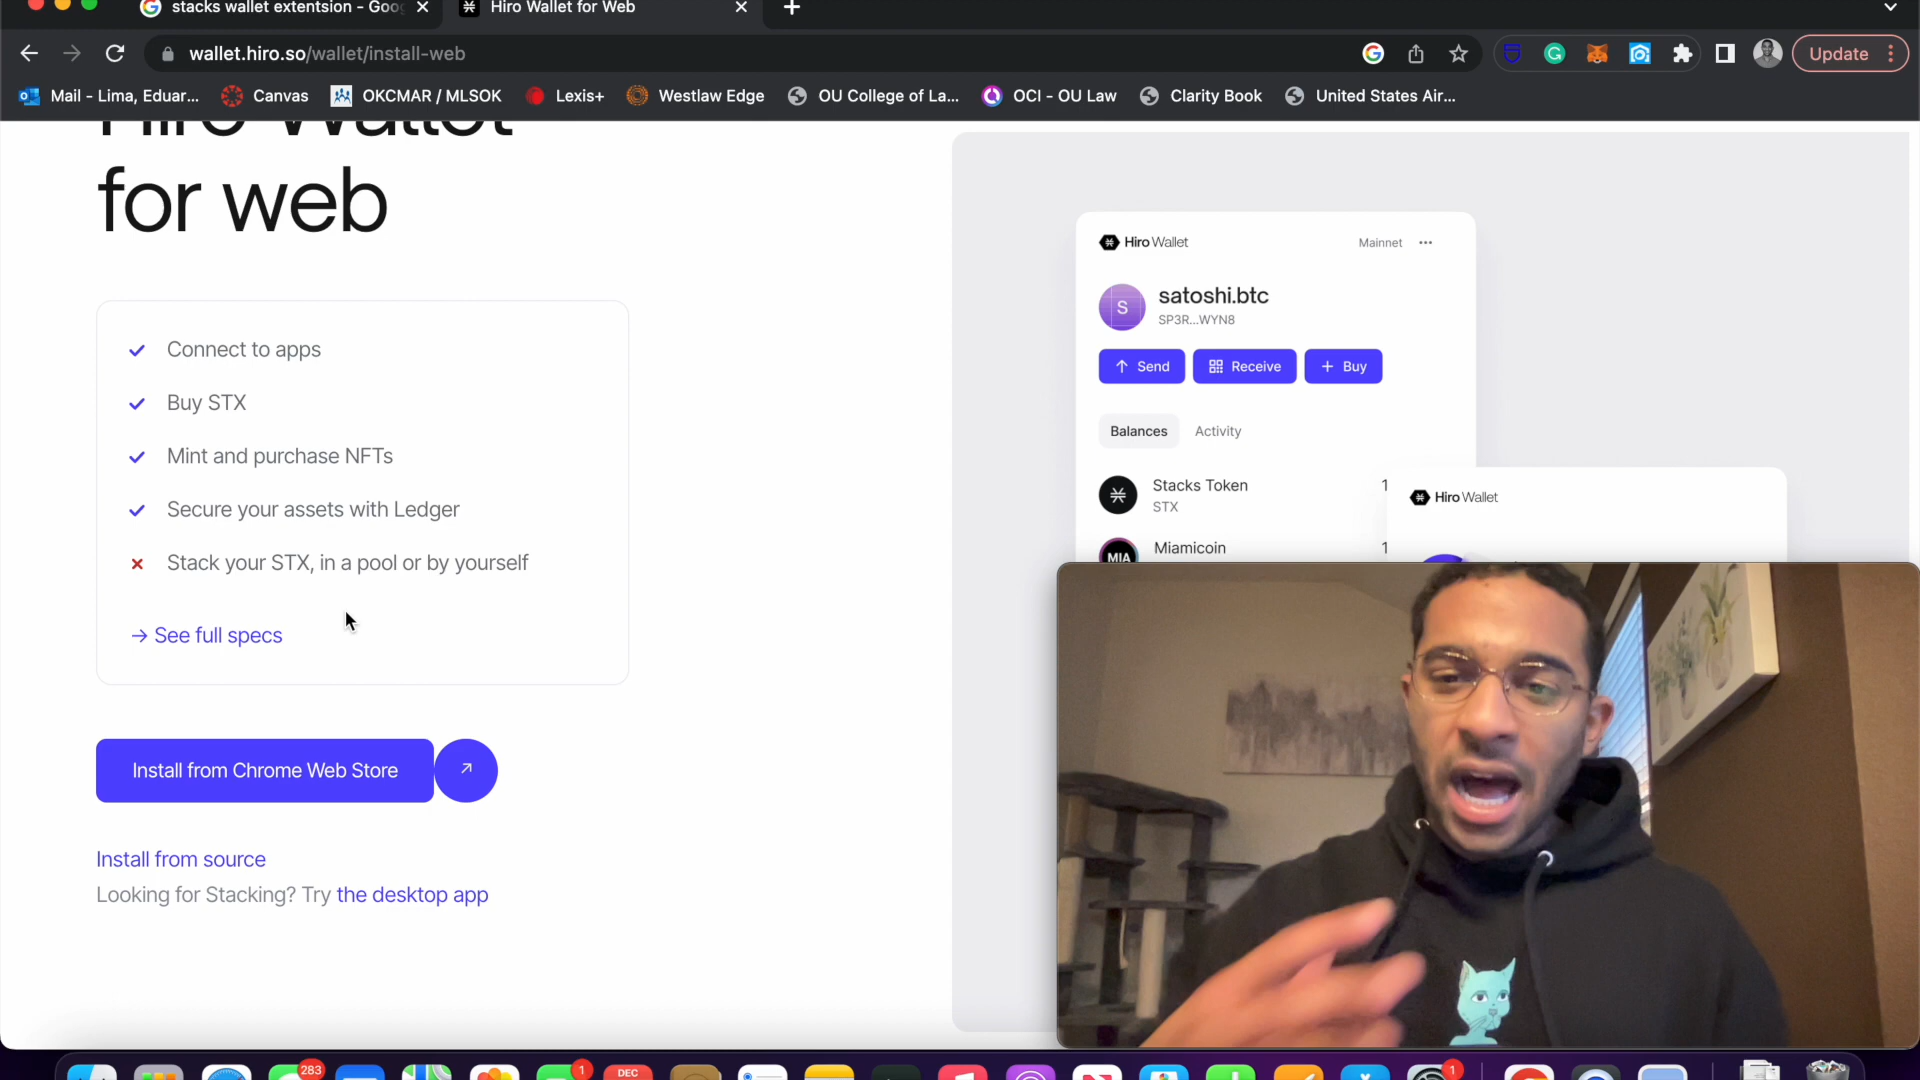 stacks wallet extentsion - Goo
Hiro Wallet for Web
wallet.hiro.so/wallet/install-web
Update
Mail - Lima, Eduar...
Canvas
OKCMAR / MLSOK
Lexis+
Westlaw Edge
OU College of La...
OCI - OU Law
Clarity Book
United States Air...
Hiro Wallet
for web
Connect to apps
Buy STX
Mint and purchase NFTs
Secure your assets with Ledger
Stack your STX, in a pool or by yourself
→ See full specs
Install from Chrome Web Store
Install from source
Looking for Stacking? Try the desktop app
Hiro Wallet
Mainnet
S
satoshi.btc
SP3R...WYN8
Send
Receive
Buy
Balances
Activity
Stacks Token
STX
1
Miamicoin
MIA
1
Hiro Wallet
283
1
DEC
1